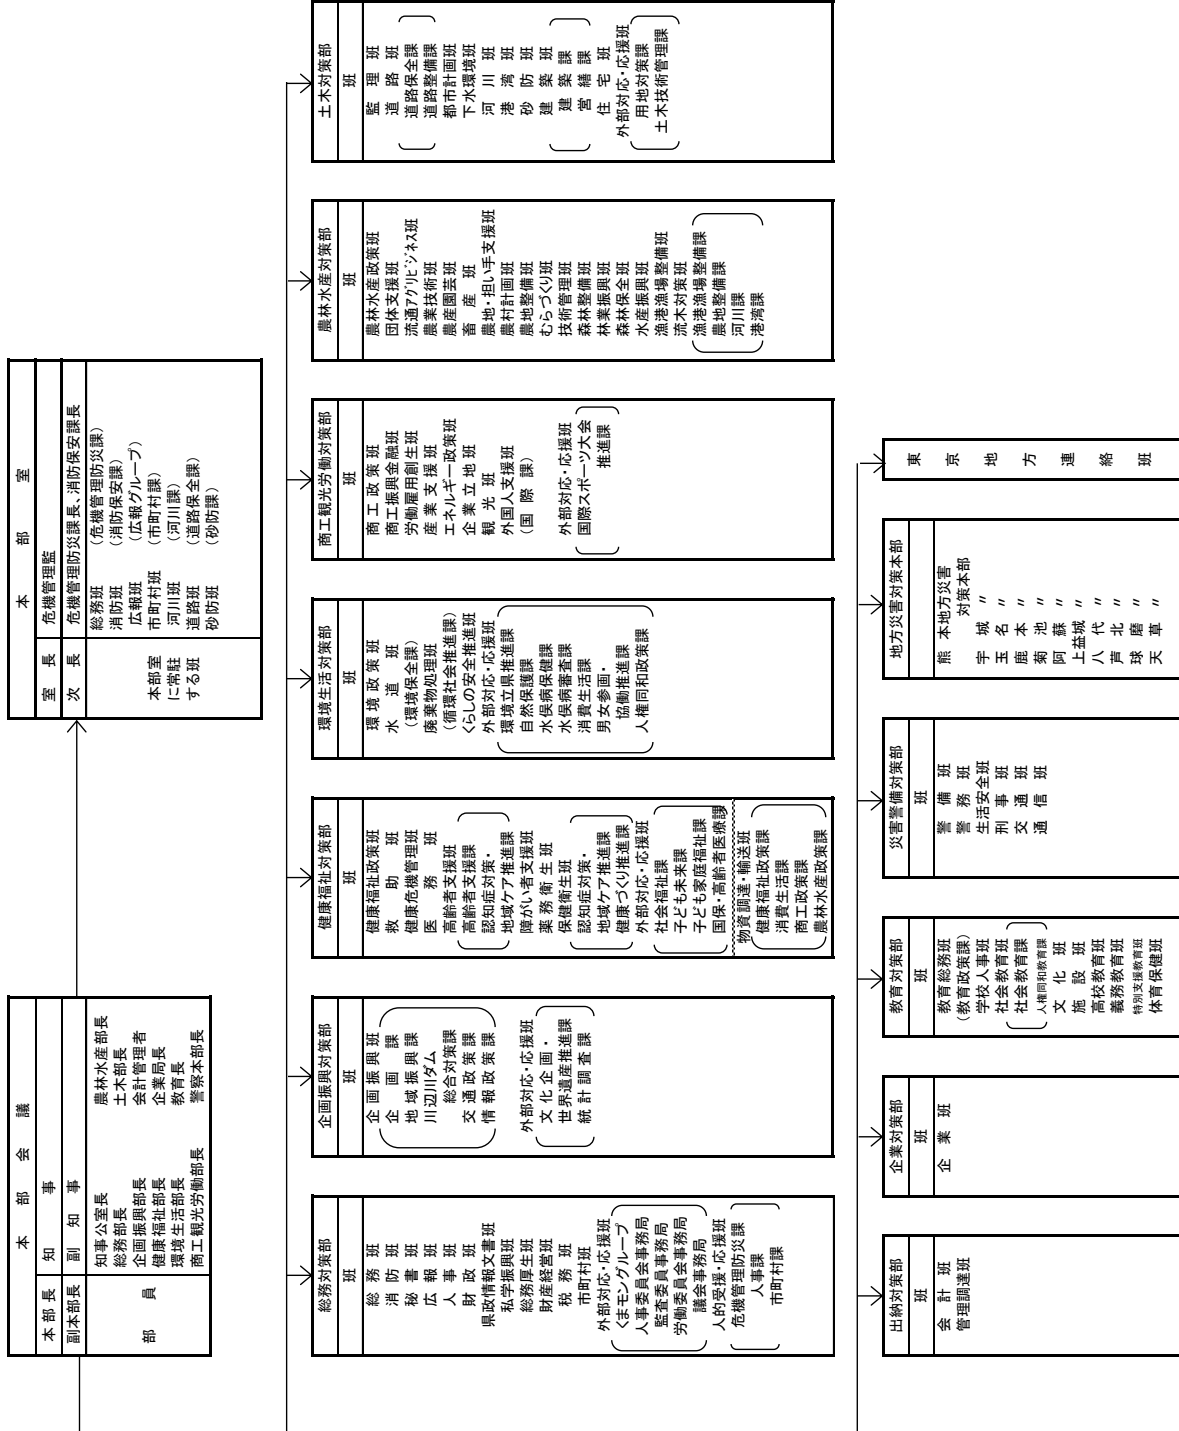 本部会議
本部長 知事
副本部長 副知事
部員
知事公室長
総務部長
企画振興部長
健康福祉部長
環境生活部長
商工観光労働部長
農林水産部長
土木部長
会計管理者
企業局長
教育長
警察本部長
本部室
室長 危機管理監
次長 危機管理防災課長、消防保安課長
本部室
に常駐
する班
総務班 (危機管理防災課)
消防班 (消防保安課)
広報班 (広報グループ)
市町村班 (市町村課)
河川班 (河川課)
道路班 (道路保全課)
砂防班 (砂防課)
総務対策部
班
総務班
消防班
秘書班
広報班
人事班
財政班
県政情報文書班
私学振興班
総務厚生班
財産経営班
税務班
市町村班
外部対応・応援班
くまモングループ
人事委員会事務局
監査委員事務局
労働委員会事務局
議会事務局
人的受援・応援班
危機管理防災課
人事課
市町村課
企画振興対策部
班
企画振興班
企画課
地域振興課
川辺川ダム
総合対策課
交通政策課
情報政策課
外部対応・応援班
文化企画・
世界遺産推進課
統計調査課
健康福祉対策部
班
健康福祉政策班
救助班
健康危機管理班
医務班
高齢者支援班
高齢者支援課
認知症対策・
地域ケア推進課
障がい者支援班
薬務衛生班
保健衛生班
認知症対策・
地域ケア推進課
健康づくり推進課
外部対応・応援班
社会福祉課
子ども未来課
子ども家庭福祉課
国保・高齢者医療課
物資調達・輸送班
健康福祉政策課
消費生活課
商工政策課
農林水産政策課
環境生活対策部
班
環境政策班
水道班
(環境保全課)
廃棄物処理班
(循環社会推進課)
くらしの安全推進班
外部対応・応援班
環境立県推進課
自然保護課
水俣病保健課
水俣病審査課
消費生活課
男女参画・
協働推進課
人権同和政策課
商工観光労働対策部
班
商工政策班
商工振興金融班
労働雇用創生班
産業支援班
エネルギー政策班
企業立地班
観光班
外国人支援班
(国際課)
外部対応・応援班
国際スポーツ大会
推進課
農林水産対策部
班
農林水産政策班
団体支援班
流通アグリビジネス班
農業技術班
農産園芸班
畜産班
農地・担い手支援班
農村計画班
農地整備班
むらづくり班
技術管理班
森林整備班
林業振興班
森林保全班
水産振興班
漁港漁場整備班
流木対策班
漁港漁場整備課
農地整備課
河川課
港湾課
土木対策部
班
監理班
道路班
道路保全課
道路整備課
都市計画班
下水環境班
河川班
港湾班
砂防班
建築班
建築課
営繕課
住宅班
外部対応・応援班
用地対策課
土木技術管理課
出納対策部
班
会計班
管理調達班
企業対策部
班
企業班
教育対策部
班
教育総務班
(教育政策課)
学校人事班
社会教育班
社会教育課
人権同和教育課
文化班
施設班
高校教育班
義務教育班
特別支援教育班
体育保健班
災害警備対策部
班
警備班
警務班
生活安全班
刑事班
交通班
通信班
地方災害対策本部
熊本地方災害
対策本部
宇城 〃
玉名 〃
鹿本 〃
菊池 〃
阿蘇 〃
上益城 〃
八代 〃
芦北 〃
球磨 〃
天草 〃
東京地方連絡班